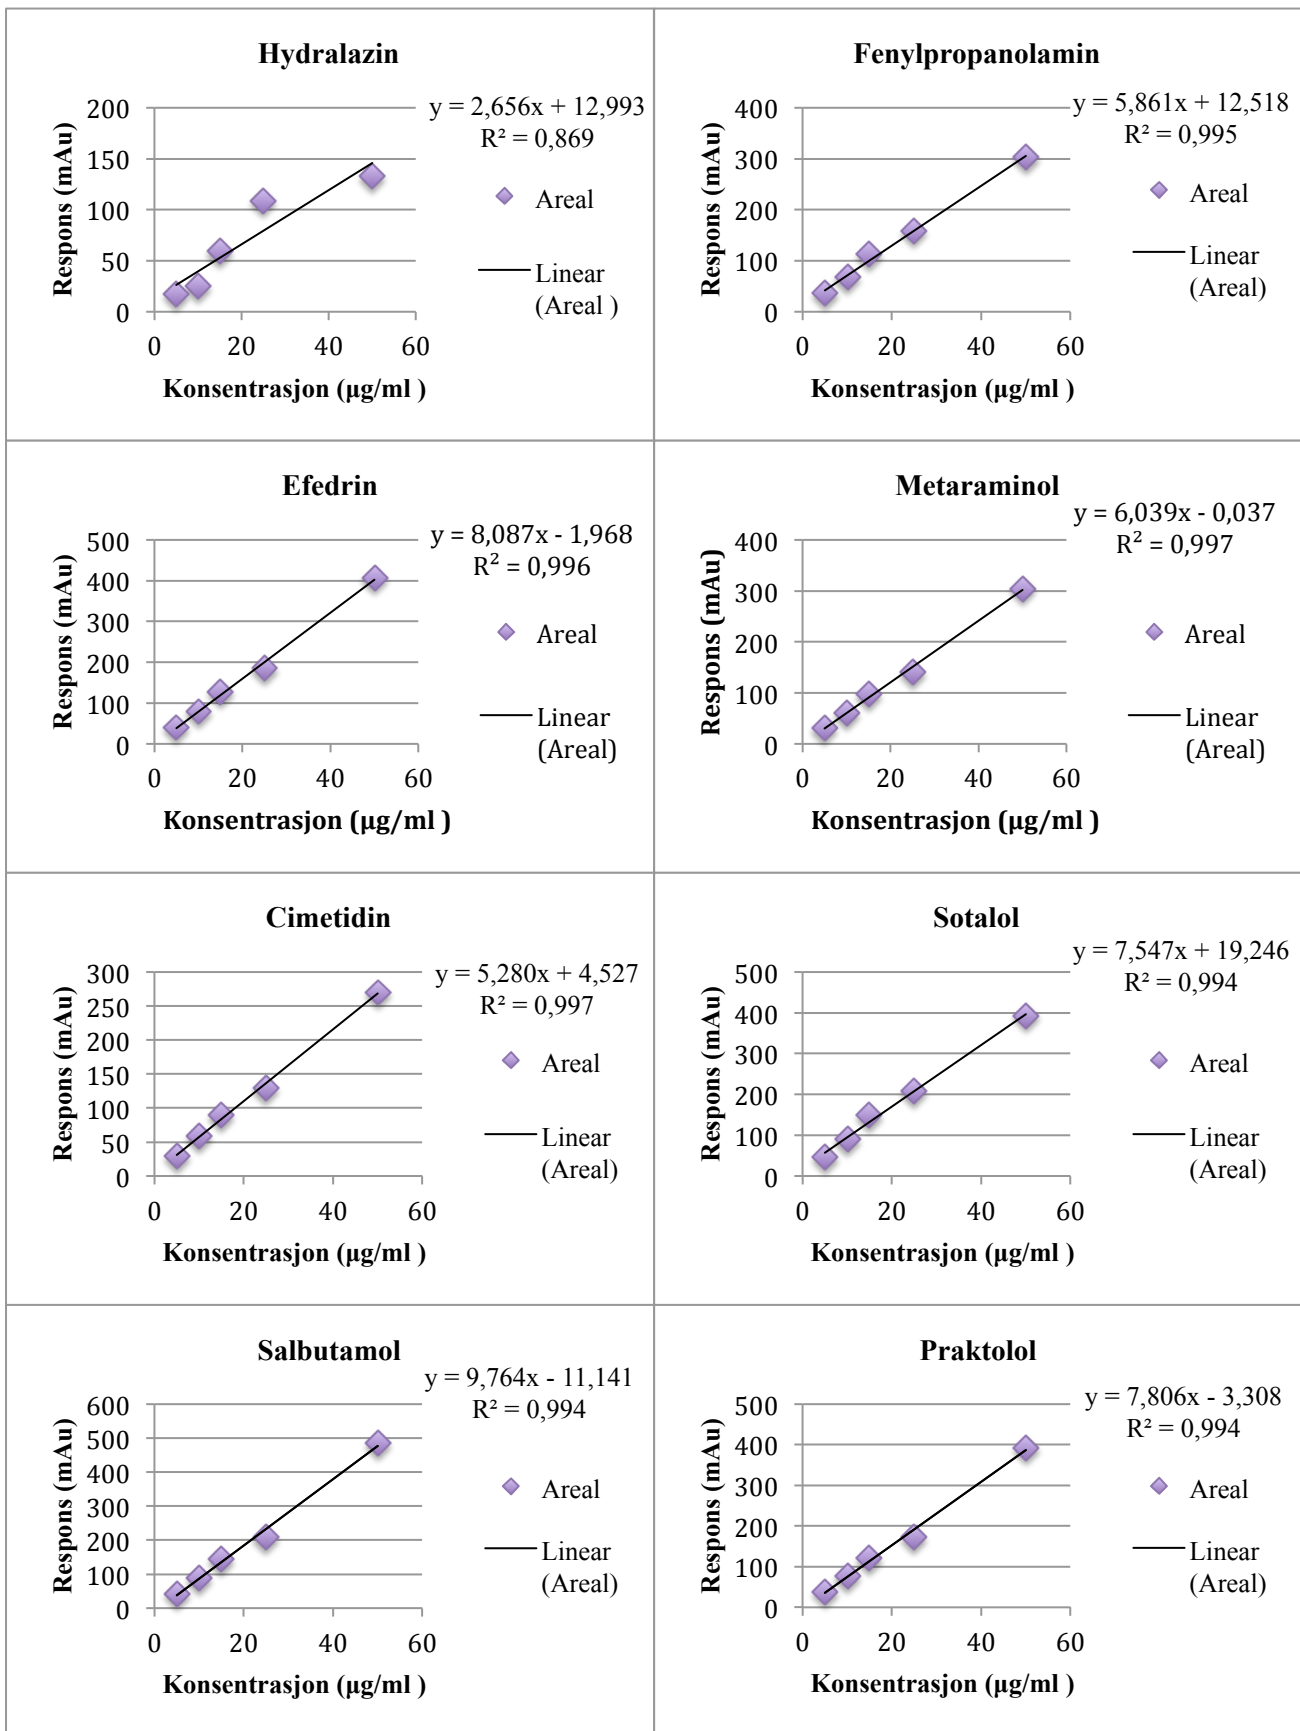 Hydralazin
y = 2,656x + 12,993
R² = 0,869
200
150
100
50
0
Respons (mAu)
Areal
Linear
(Areal )
0 20 40 60
Konsentrasjon (µg/ml )
Fenylpropanolamin
y = 5,861x + 12,518
R² = 0,995
400
300
200
100
0
Respons (mAu)
Areal
Linear
(Areal)
0 20 40 60
Konsentrasjon (µg/ml )
Efedrin
y = 8,087x - 1,968
R² = 0,996
500
400
300
200
100
0
Respons (mAu)
Areal
Linear
(Areal)
0 20 40 60
Konsentrasjon (µg/ml )
Metaraminol
y = 6,039x - 0,037
R² = 0,997
400
300
200
100
0
Respons (mAu)
Areal
Linear
(Areal)
0 20 40 60
Konsentrasjon (µg/ml )
Cimetidin
y = 5,280x + 4,527
R² = 0,997
300
250
200
150
100
50
0
Respons (mAu)
Areal
Linear
(Areal)
0 20 40 60
Konsentrasjon (µg/ml )
Sotalol
y = 7,547x + 19,246
R² = 0,994
500
400
300
200
100
0
Respons (mAu)
Areal
Linear
(Areal)
0 20 40 60
Konsentrasjon (µg/ml )
Salbutamol
y = 9,764x - 11,141
R² = 0,994
600
500
400
300
200
100
0
Respons (mAu)
Areal
Linear
(Areal)
0 20 40 60
Konsentrasjon (µg/ml )
Praktolol
y = 7,806x - 3,308
R² = 0,994
500
400
300
200
100
0
Respons (mAu)
Areal
Linear
(Areal)
0 20 40 60
Konsentrasjon (µg/ml )